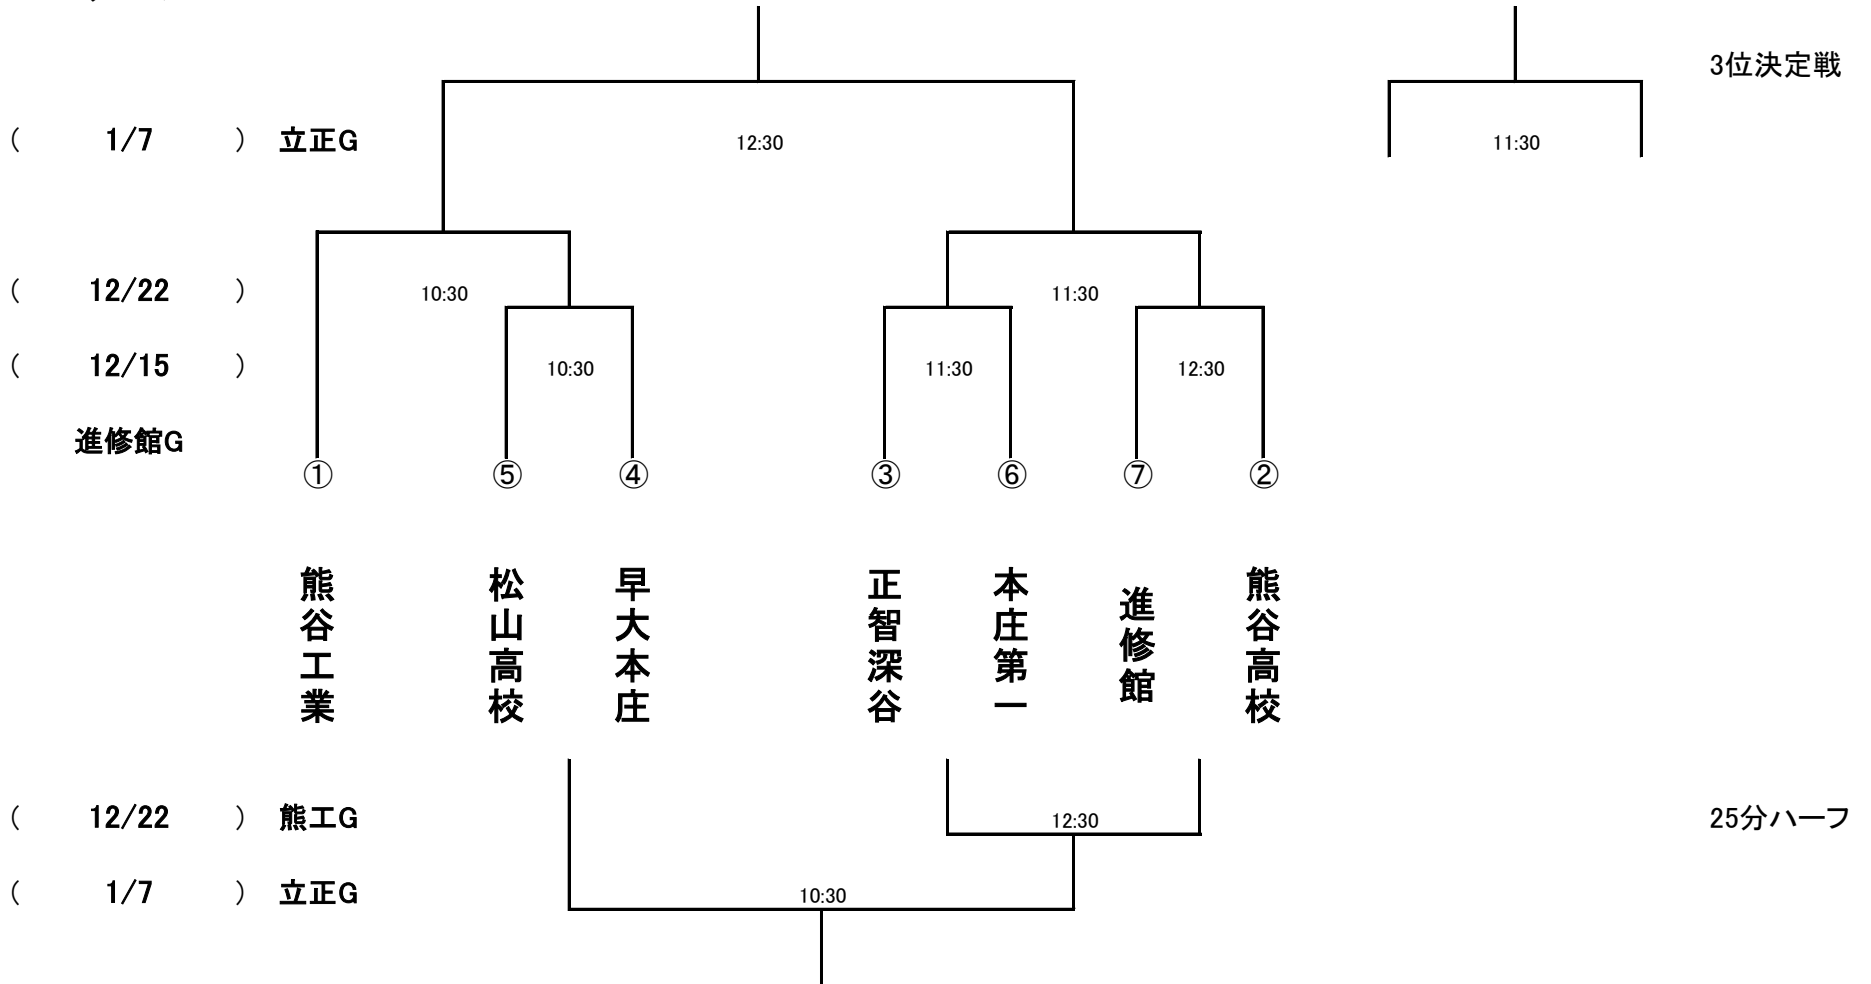 3位決定戦
( 1/7 ) 立正G 12:30 11:30
( 12/22 ) 10:30 11:30
( 12/15 ) 10:30 11:30 12:30
進修館G
① ⑤ ④ ③ ⑥ ⑦ ②
熊谷工業
松山高校
早大本庄
正智深谷
本庄第一
進修館
熊谷高校
( 12/22 ) 熊工G 12:30 25分ハーフ
( 1/7 ) 立正G 10:30